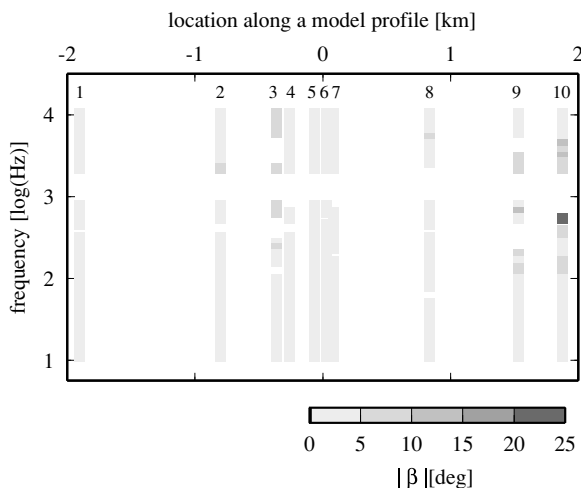 location along a model profile [km]
-2 -1 0 1 2
1 2 3 4 5 6 7 8 9 10
frequency [log(Hz)]
4
3
2
1
0 5 10 15 20 25
|β|[deg]